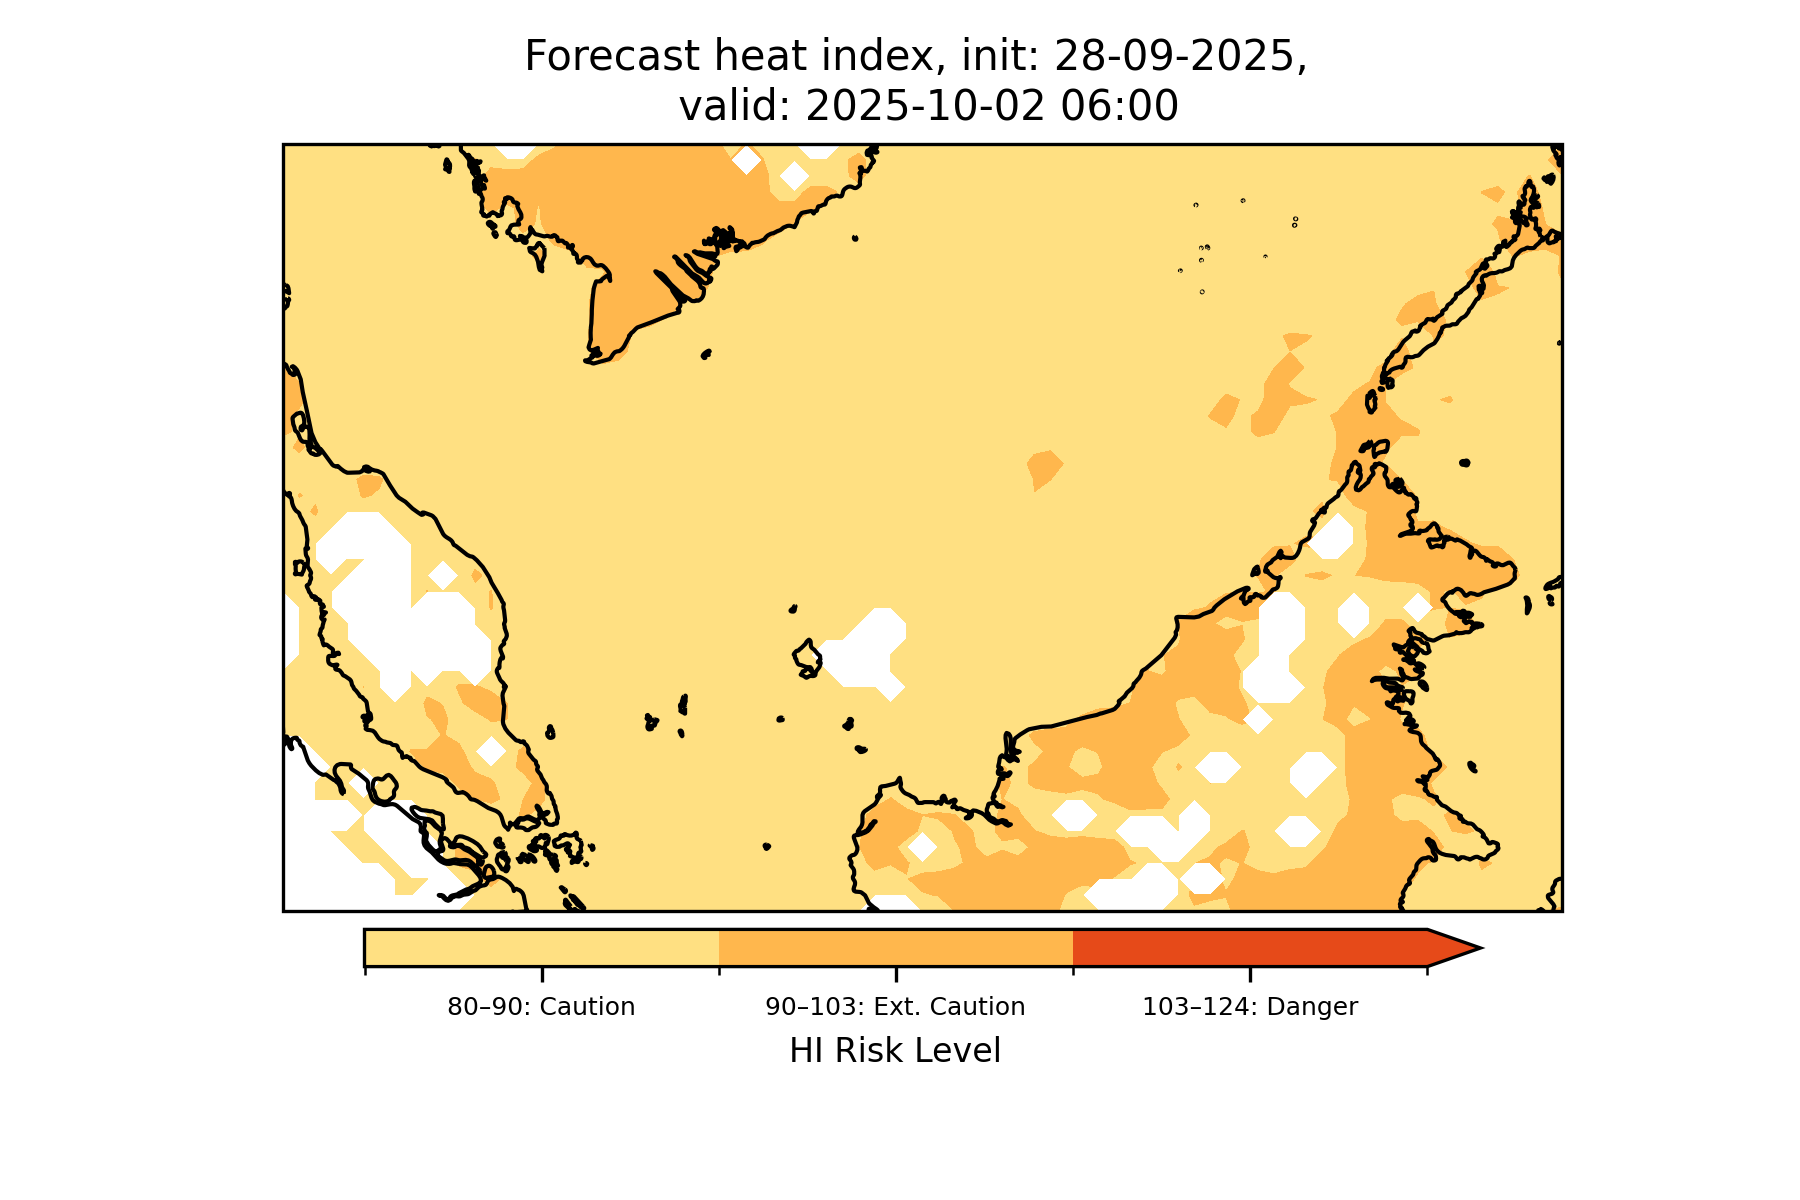 Forecast heat index, init: 28-09-2025,
valid: 2025-10-02 06:00
80–90: Caution
90–103: Ext. Caution
103–124: Danger
HI Risk Level